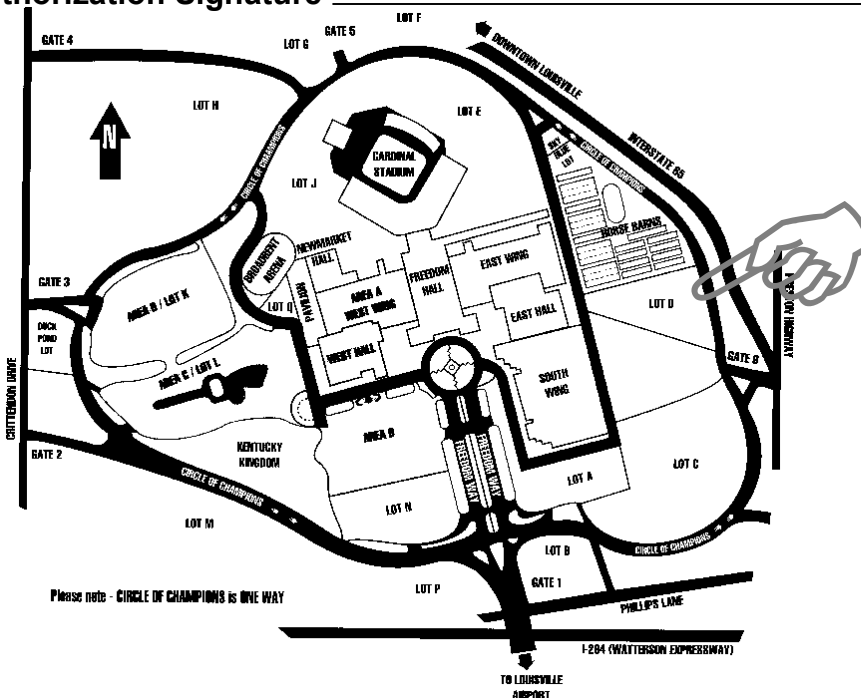 thorization Signature
LOT F
GATE 4
LOT G
GATE 5
DOWNTOWN LOUISVILLE
LOT H
N
LOT E
INTERSTATE 65
CIRCLE OF CHAMPIONS
CARDINAL
STADIUM
SKY
BLUE
LOT
CIRCLE OF CHAMPIONS
LOT J
HORSE BARNS
NEWMARKET
HALL
BROADBENT
ARENA
FREEDOM
HALL
EAST WING
GATE 3
AREA B / LOT K
LOT Q
PAVILION
AREA A
WEST WING
LOT D
EAST HALL
DUCK
POND
LOT
WEST HALL
GATE 8
AREA C / LOT L
SOUTH
WING
CRITTENDON DRIVE
KENTUCKY
KINGDOM
FREEDOM WAY
FREEDOM WAY
GATE 2
LOT C
LOT A
CIRCLE OF CHAMPIONS
LOT N
LOT M
CIRCLE OF CHAMPIONS
LOT B
LOT P
GATE 1
Please note - CIRCLE OF CHAMPIONS is ONE WAY
PHILLIPS LANE
I-264 (WATTERSON EXPRESSWAY)
TO LOUISVILLE
AIRPORT